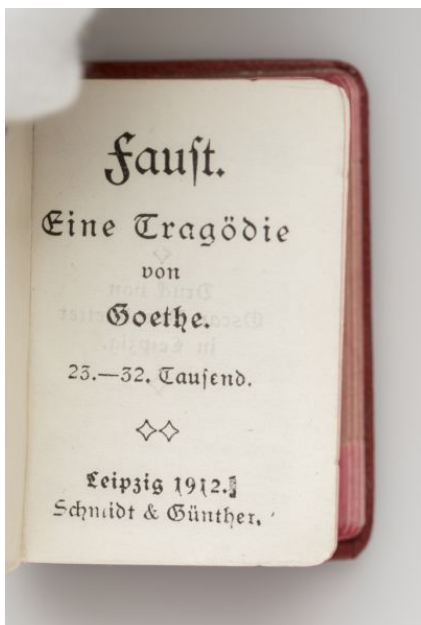 Faust.
Eine Tragödie
von
Goethe.
23.—32. Tausend.
Leipzig 1912.
Schmidt & Günther.